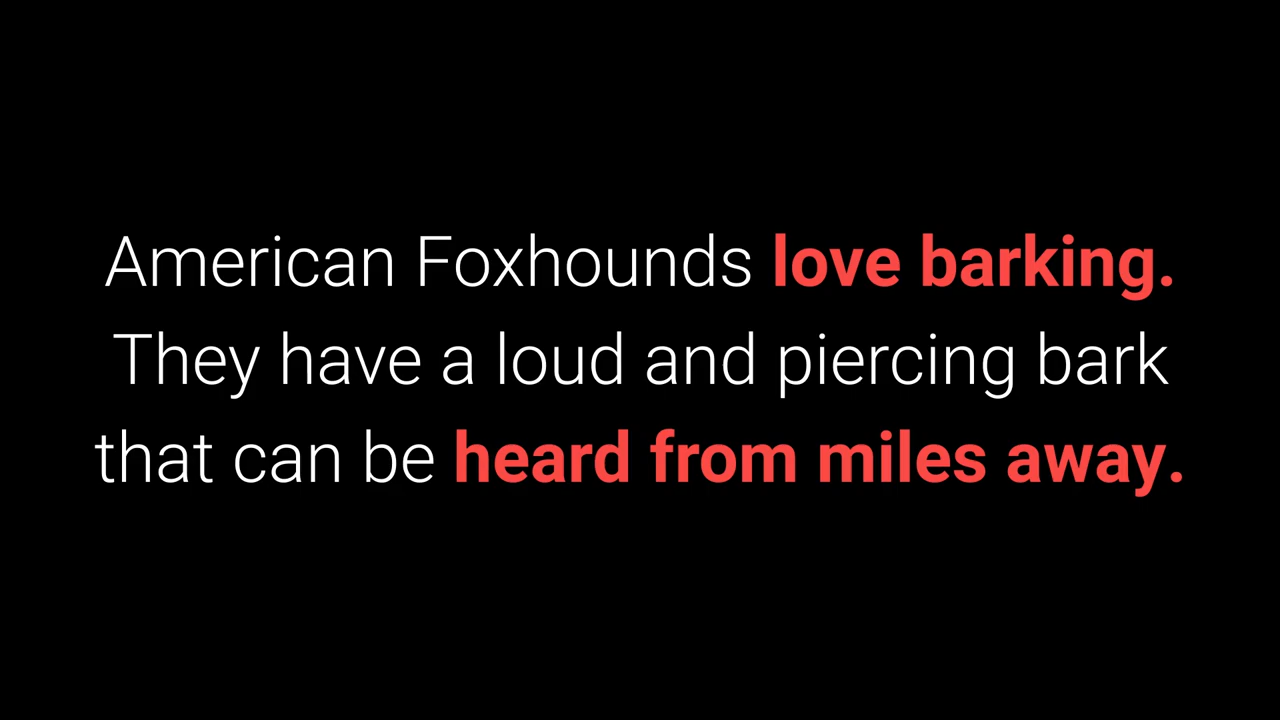 American Foxhounds love barking.
They have a loud and piercing bark
that can be heard from miles away.